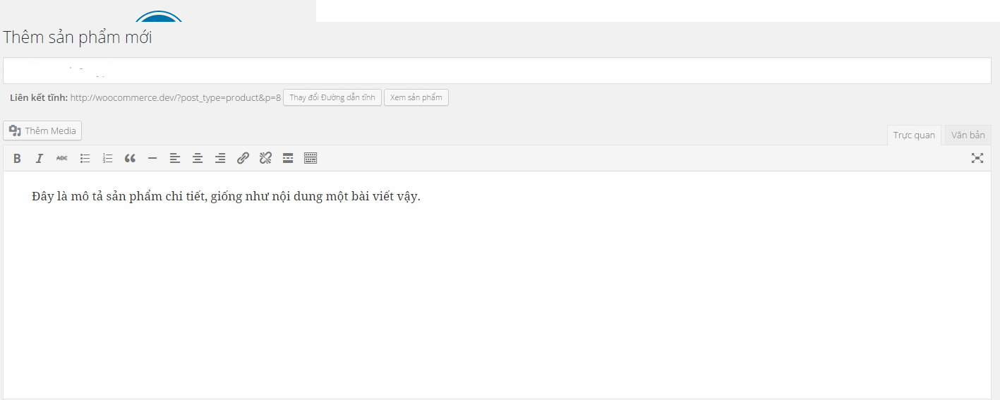 Thêm sản phẩm mới
Liên kết tĩnh: http://woocommerce.dev/?post_type=product&p=8 Thay đổi Đường dẫn tĩnh Xem sản phẩm
Thêm Media
Trực quan Văn bản
B I ABC
Đây là mô tả sản phẩm chi tiết, giống như nội dung một bài viết vậy.